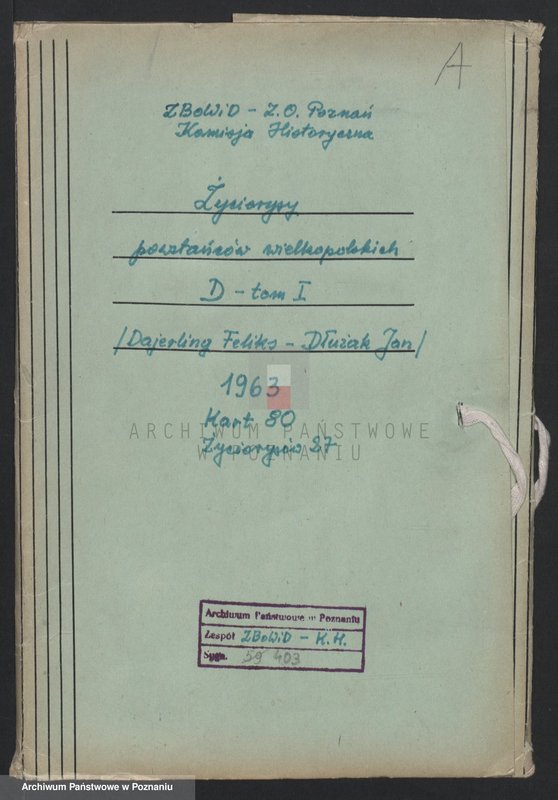 A
ZBoWiD - Z.O. Poznań
Komisja Historyczna
Życiorysy
powstańców wielkopolskich
D - tom I
/Dajerling Feliks - Dłużak Jan/
1963
Kart 80
ARCHIWUM PAŃSTWOWE
Życiorysów 27
W POZNANIU
Archiwum Państwowe w Poznaniu
Zespół ZBoWiD - K.H.
Sygn. 59 403
Archiwum Państwowe w Poznaniu